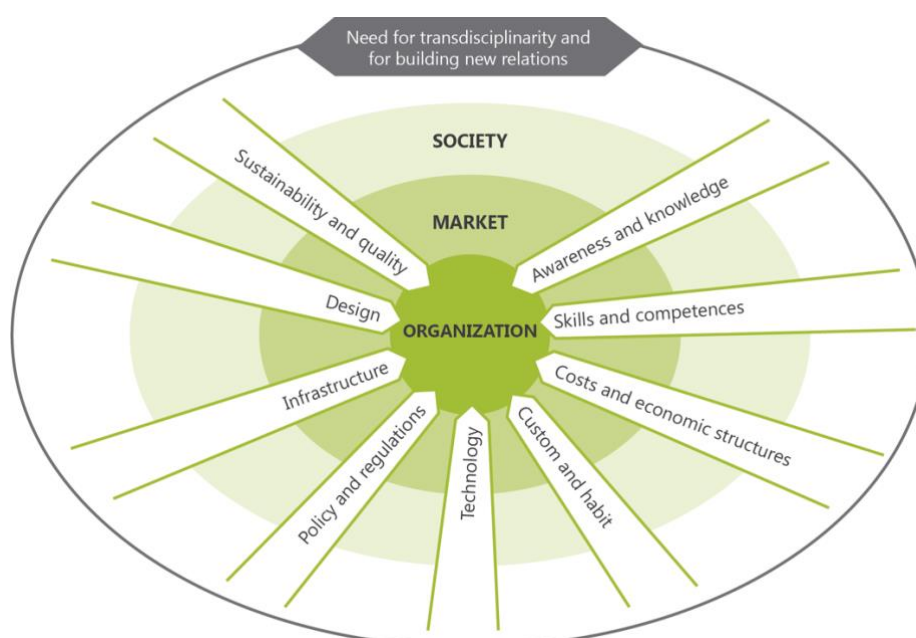 Need for transdisciplinarity and
for building new relations
SOCIETY
MARKET
ORGANIZATION
Sustainability and quality
Design
Infrastructure
Policy and regulations
Technology
Custom and habit
Costs and economic structures
Skills and competences
Awareness and knowledge